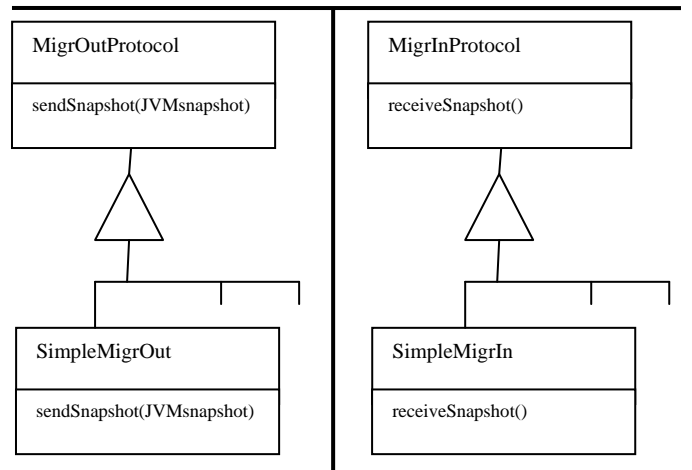 MigrOutProtocol
sendSnapshot(JVMsnapshot)
SimpleMigrOut
sendSnapshot(JVMsnapshot)
MigrInProtocol
receiveSnapshot()
SimpleMigrIn
receiveSnapshot()